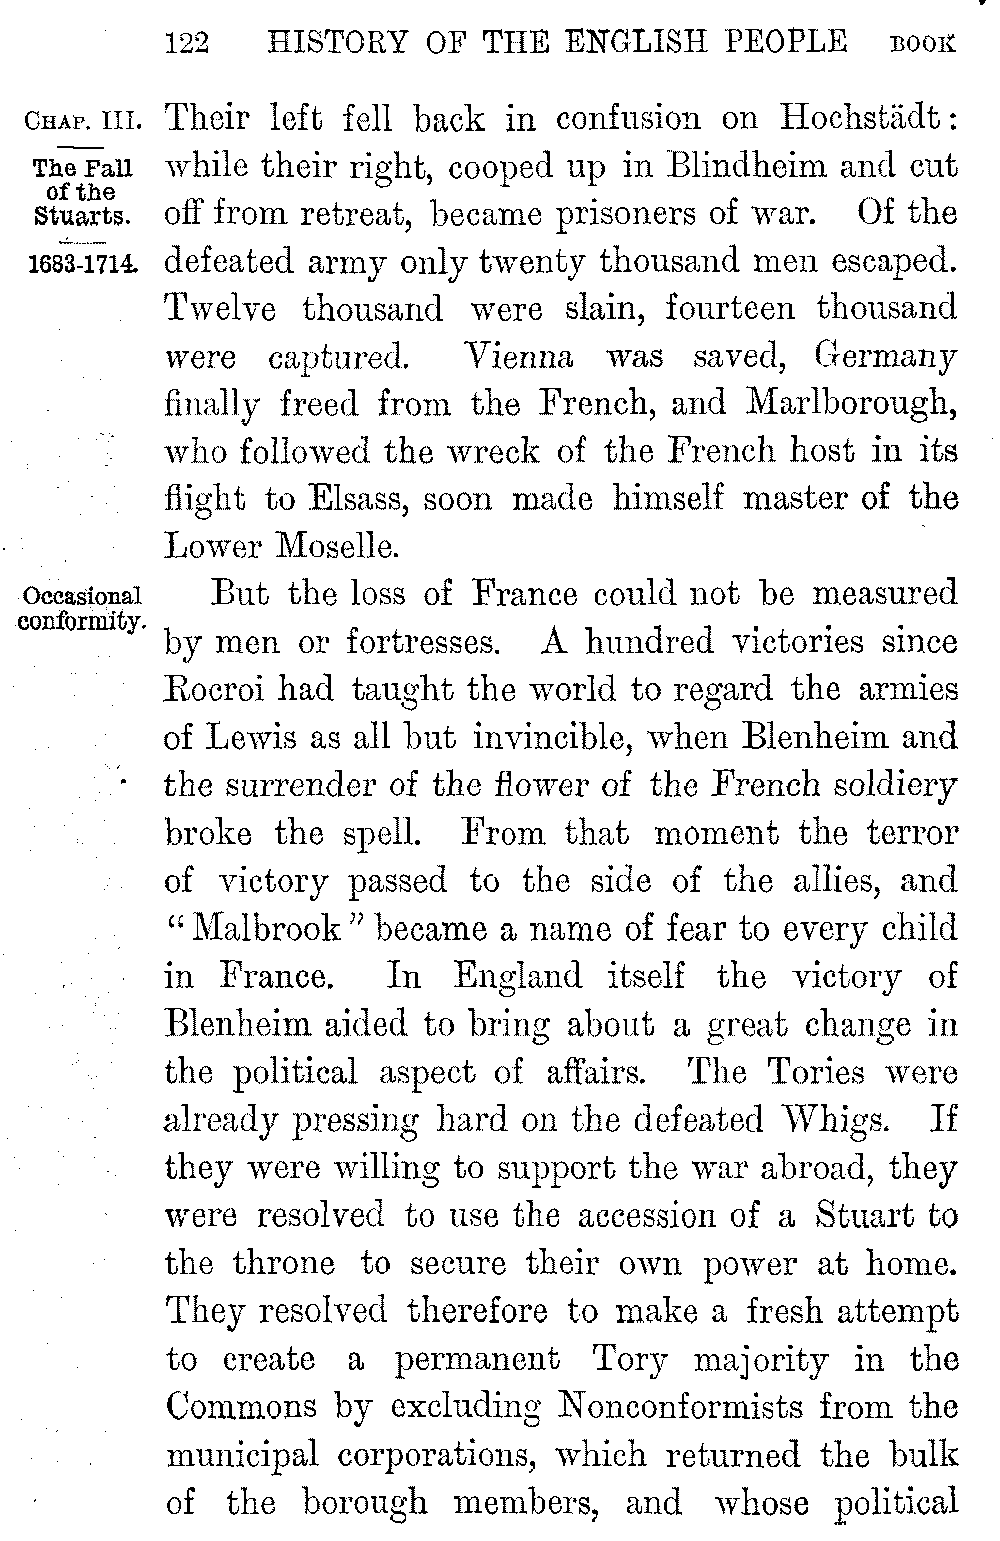 122 HISTORY OF THE ENGLISH PEOPLE BOOK
CHAP. III.
The Fall
of the
Stuarts.
1683-1714.
Their left fell back in confusion on Hochstädt:
while their right, cooped up in Blindheim and cut
off from retreat, became prisoners of war. Of the
defeated army only twenty thousand men escaped.
Twelve thousand were slain, fourteen thousand
were captured. Vienna was saved, Germany
finally freed from the French, and Marlborough,
who followed the wreck of the French host in its
flight to Elsass, soon made himself master of the
Lower Moselle.
Occasional
conformity.
But the loss of France could not be measured
by men or fortresses. A hundred victories since
Rocroi had taught the world to regard the armies
of Lewis as all but invincible, when Blenheim and
the surrender of the flower of the French soldiery
broke the spell. From that moment the terror
of victory passed to the side of the allies, and
“Malbrook” became a name of fear to every child
in France. In England itself the victory of
Blenheim aided to bring about a great change in
the political aspect of affairs. The Tories were
already pressing hard on the defeated Whigs. If
they were willing to support the war abroad, they
were resolved to use the accession of a Stuart to
the throne to secure their own power at home.
They resolved therefore to make a fresh attempt
to create a permanent Tory majority in the
Commons by excluding Nonconformists from the
municipal corporations, which returned the bulk
of the borough members, and whose political